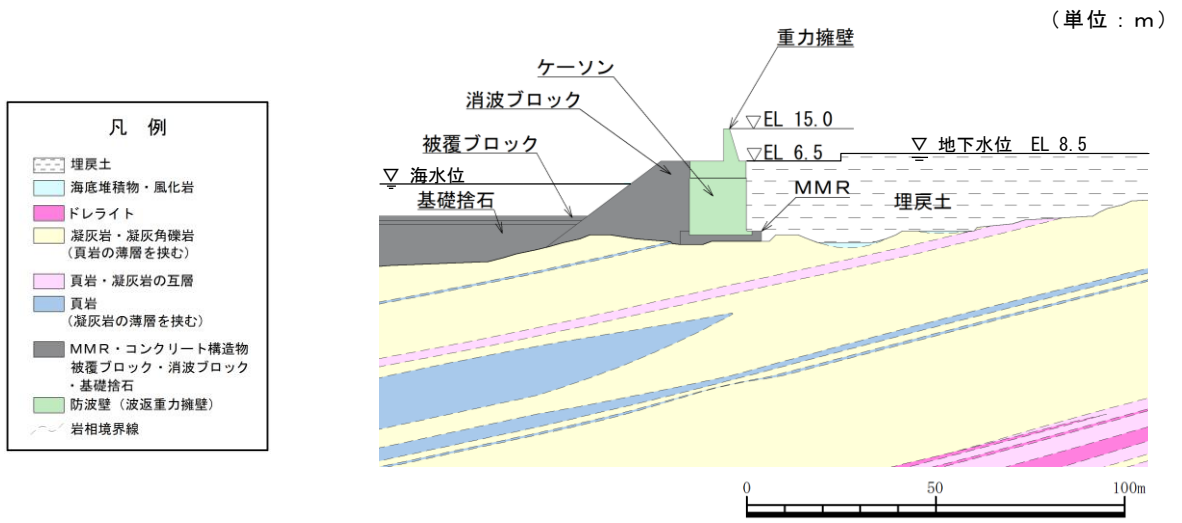 (単位:m)
重力擁壁
ケーソン
消波ブロック
被覆ブロック
海水位
基礎捨石
EL 15.0
EL 6.5
地下水位 EL 8.5
MMR
埋戻土
凡 例
埋戻土
海底堆積物・風化岩
ドレライト
凝灰岩・凝灰角礫岩
(真岩の薄層を挟む)
頁岩・凝灰岩の互層
頁岩
(凝灰岩の薄層を挟む)
MMR・コンクリート構造物
被覆ブロック・消波ブロック
・基礎捨石
防波壁(波返重力擁壁)
岩相境界線
0 50 100m